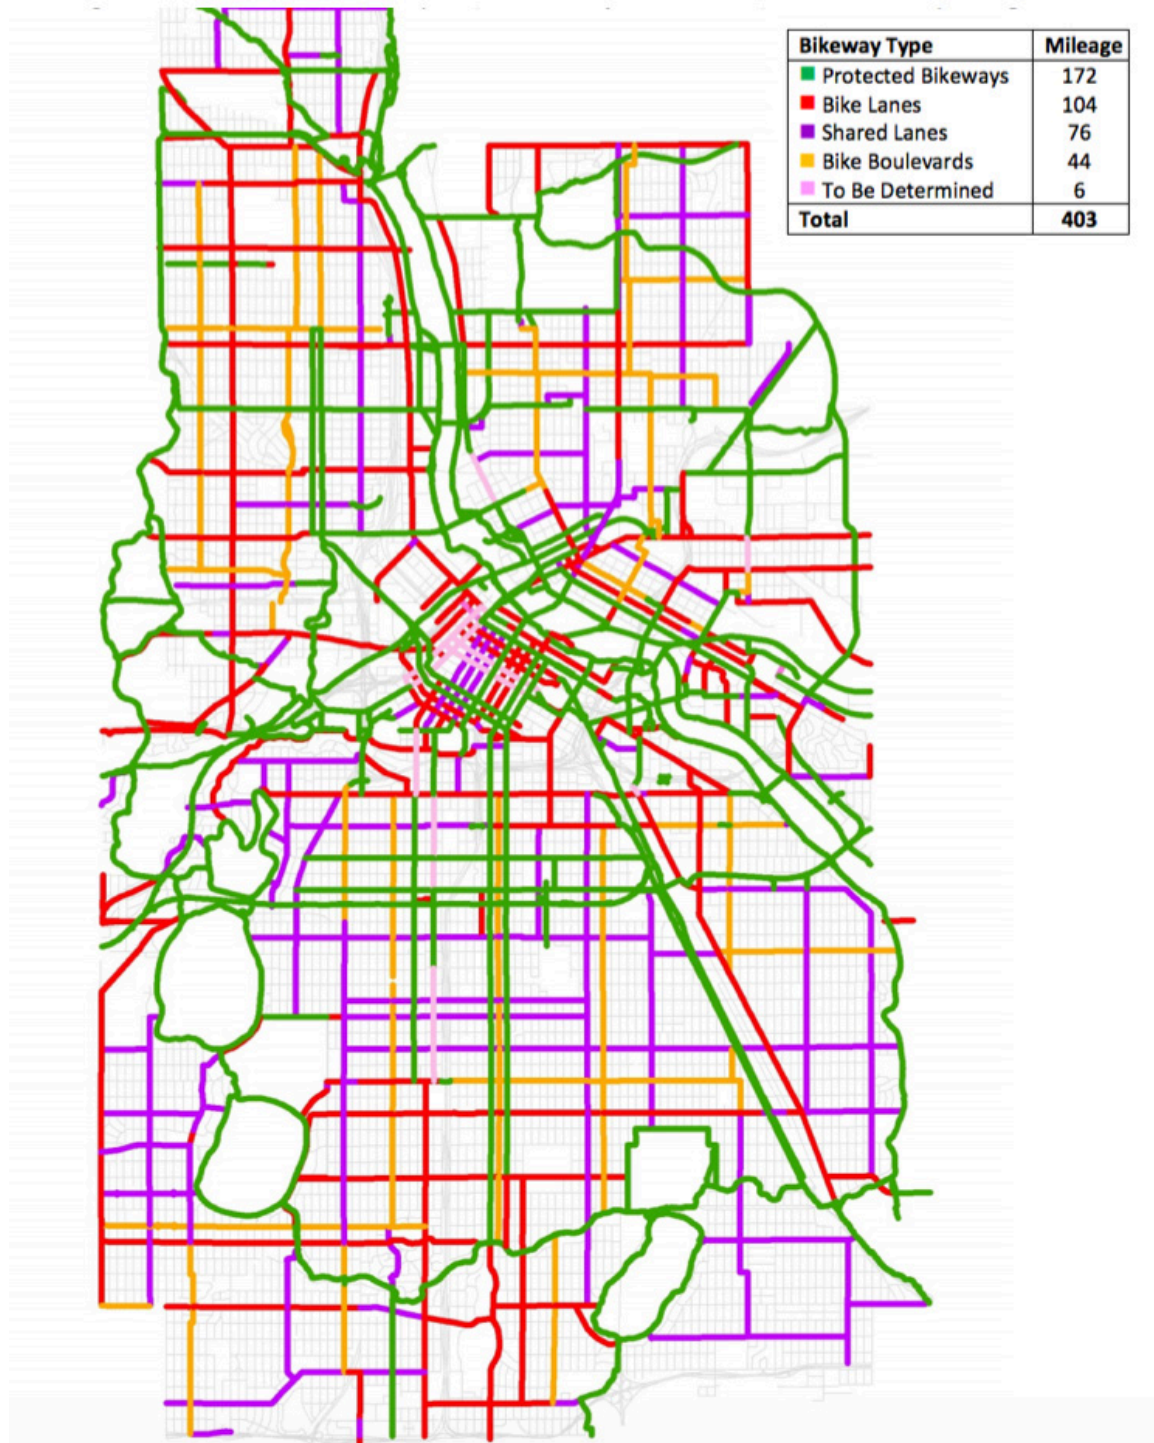 Bikeway Type Mileage
Protected Bikeways 172
Bike Lanes 104
Shared Lanes 76
Bike Boulevards 44
To Be Determined 6
Total 403